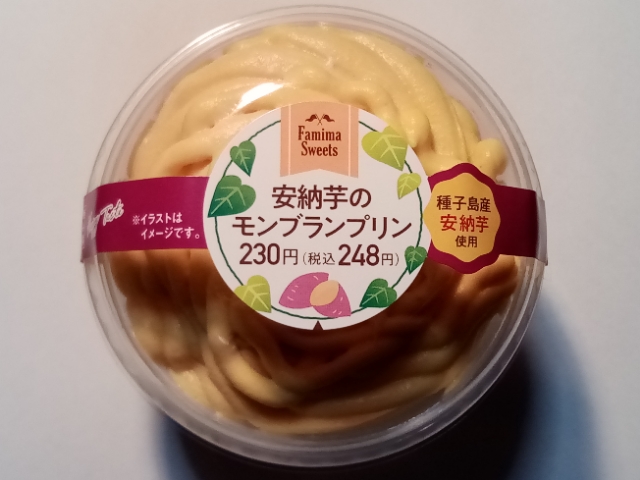 Famima
Sweets
安納芋の
モンブランプリン
230円(税込248円)
※イラストは
イメージです。
種子島産
安納芋
使用